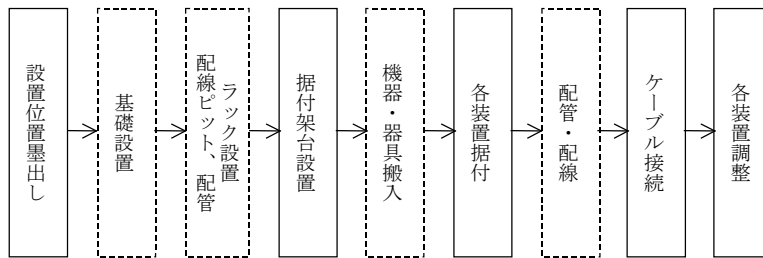 設置位置墨出し
基礎設置
配線ピット、配管
ラック設置
据付架台設置
機器・器具搬入
各装置据付
配管・配線
ケーブル接続
各装置調整